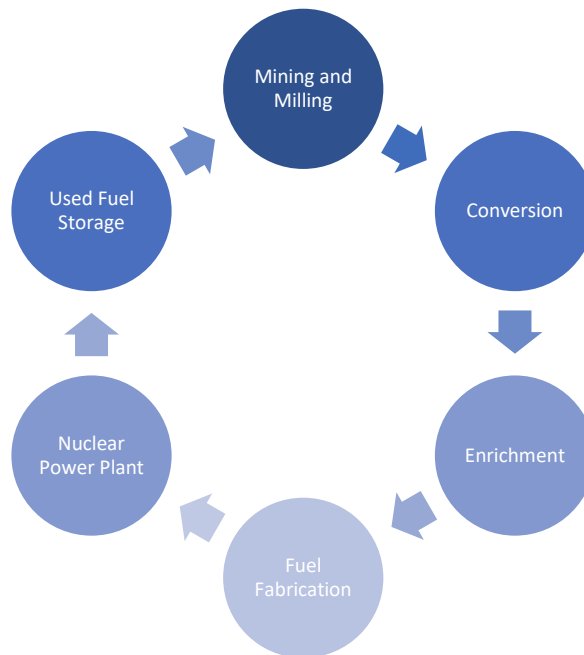 Mining and
Milling
Conversion
Enrichment
Fuel
Fabrication
Nuclear
Power Plant
Used Fuel
Storage